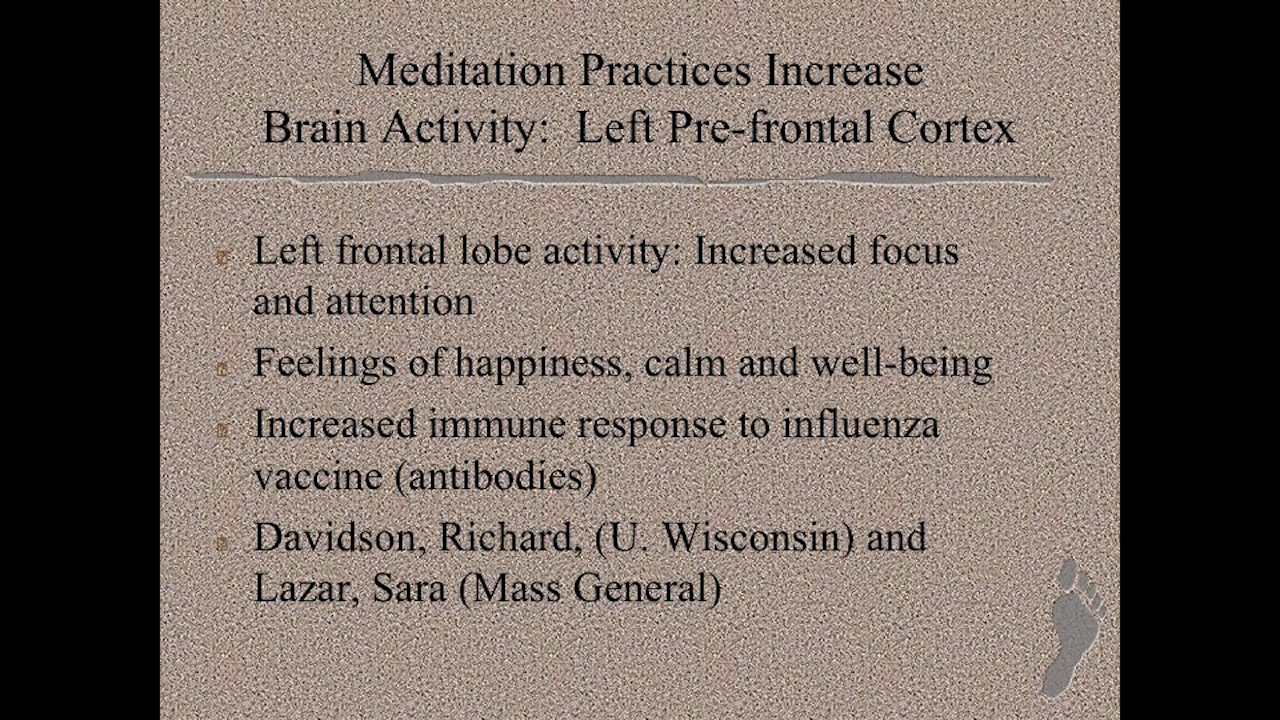 Meditation Practices Increase
Brain Activity:  Left Pre-frontal Cortex
Left frontal lobe activity: Increased focus
and attention
Feelings of happiness, calm and well-being
Increased immune response to influenza
vaccine (antibodies)
Davidson, Richard, (U. Wisconsin) and
Lazar, Sara (Mass General)